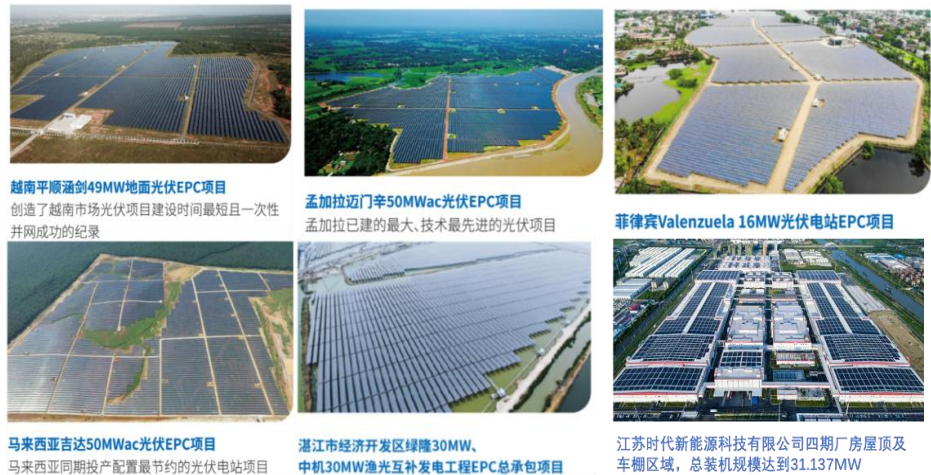 越南平顺涵剑49MW地面光伏EPC项目
创造了越南市场光伏项目建设时间最短且一次性
并网成功的纪录
孟加拉迈门辛50MWac光伏EPC项目
孟加拉已建的最大、技术最先进的光伏项目
菲律宾Valenzuela 16MW光伏电站EPC项目
马来西亚吉达50MWac光伏EPC项目
马来西亚同期投产配置最节约的光伏电站项目
湛江市经济开发区绿隆30MW、
中机30MW渔光互补发电工程EPC总承包项目
江苏时代新能源科技有限公司四期厂房屋顶及
车棚区域，总装机规模达到31.137MW